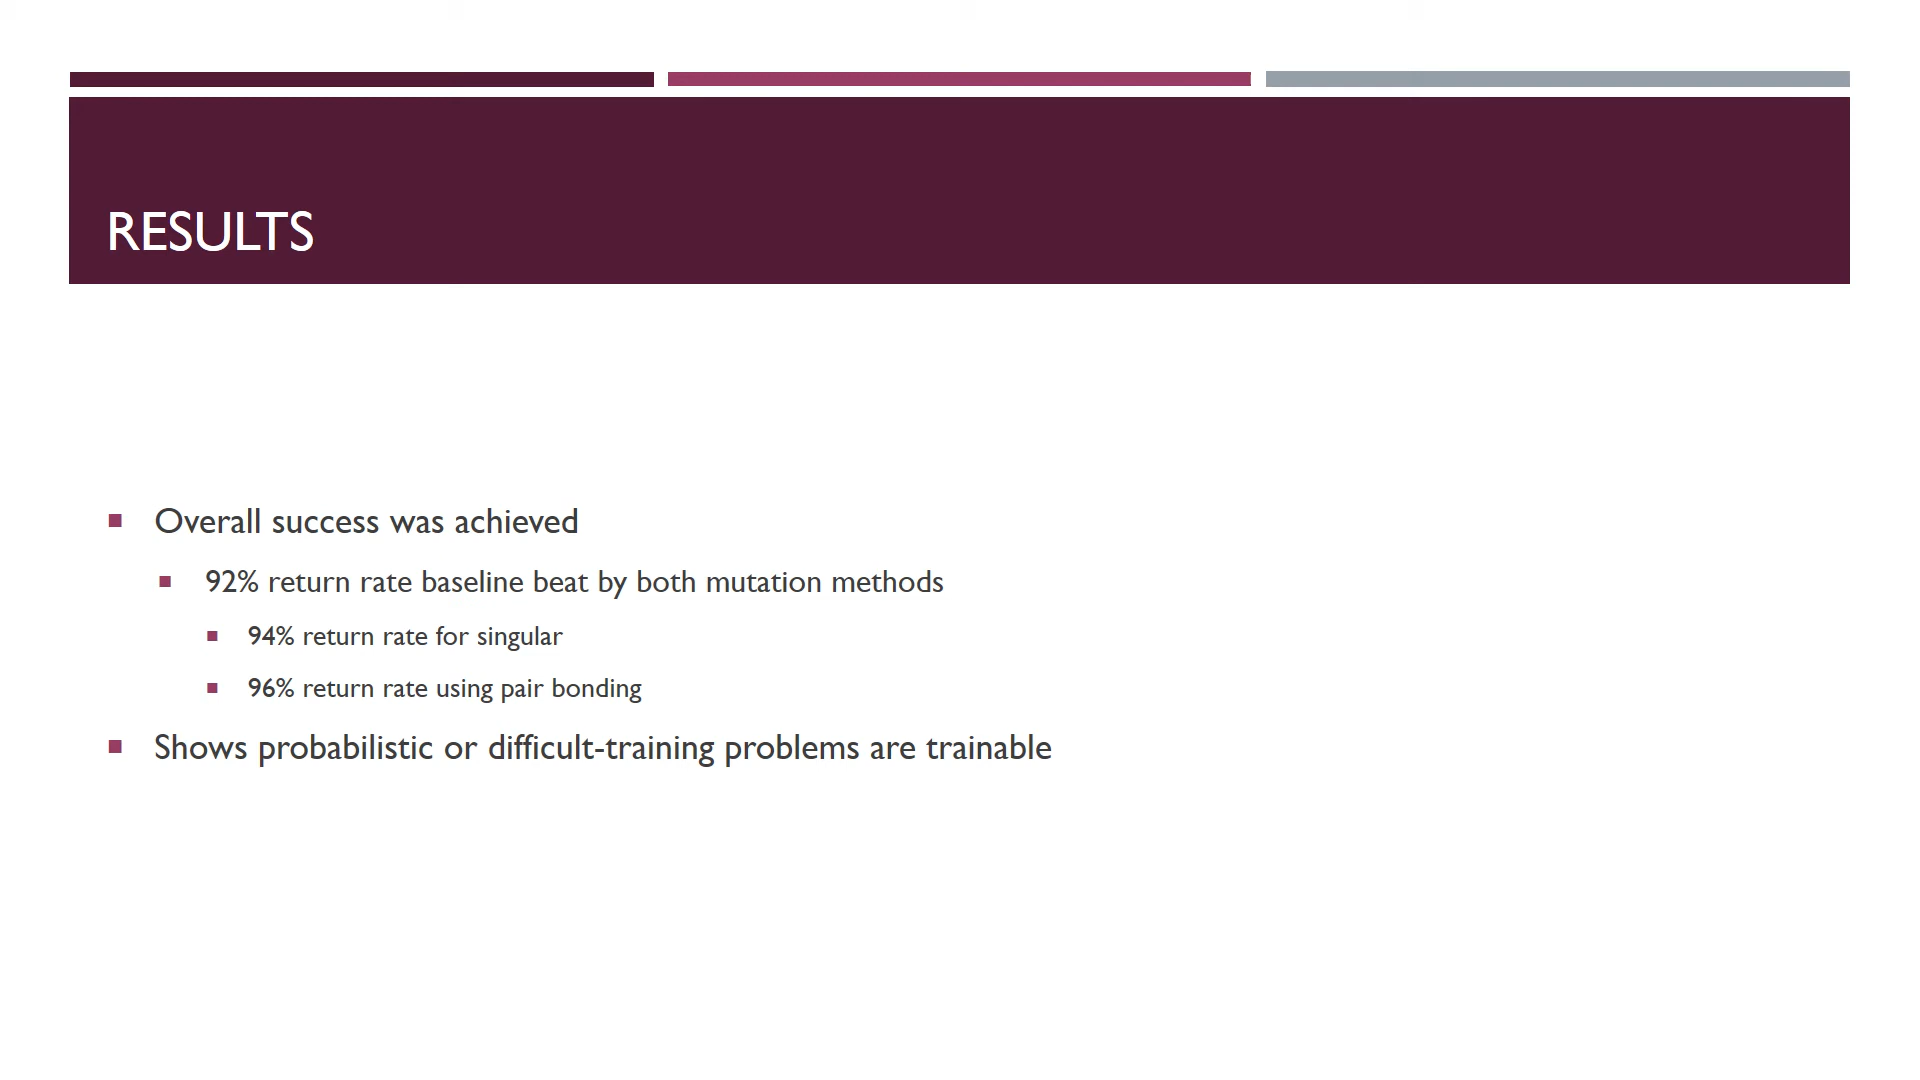 RESULTS
Overall success was achieved
92% return rate baseline beat by both mutation methods
94% return rate for singular
96% return rate using pair bonding
Shows probabilistic or difficult-training problems are trainable